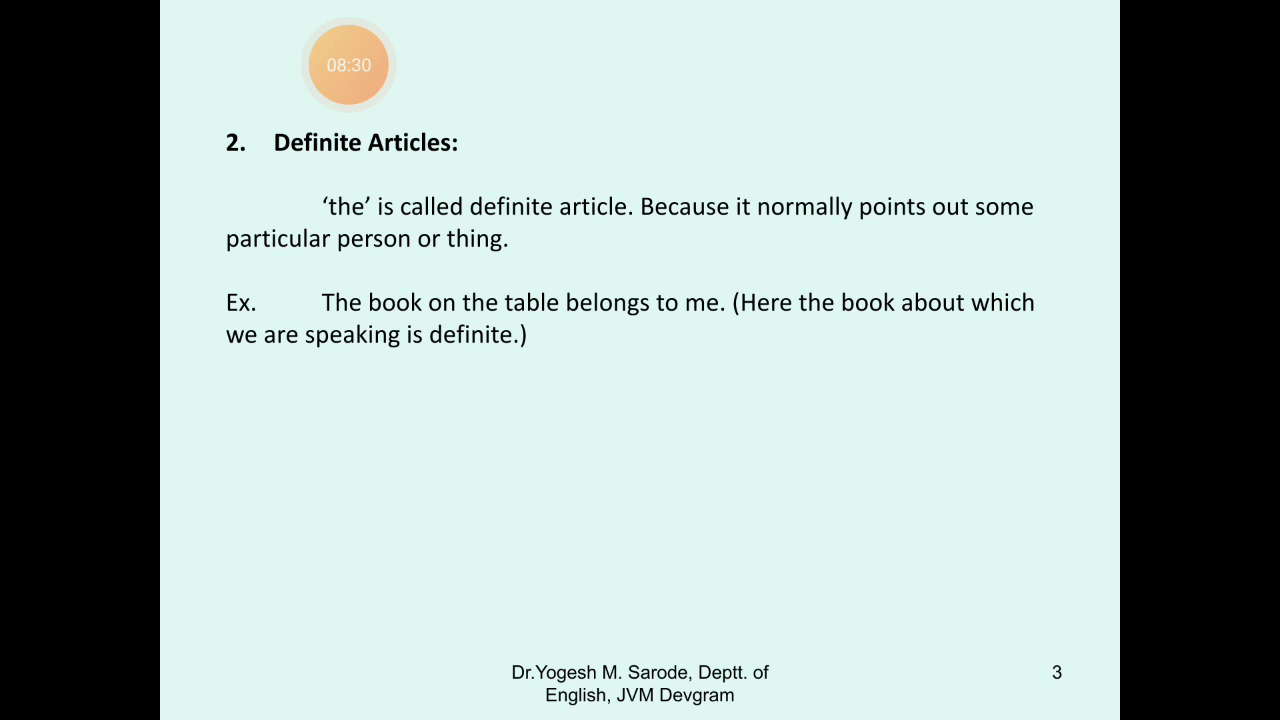 08:30
2. Definite Articles:
‘the’ is called definite article. Because it normally points out some
particular person or thing.
Ex. The book on the table belongs to me. (Here the book about which
we are speaking is definite.)
Dr.Yogesh M. Sarode, Deptt. of
English, JVM Devgram
3